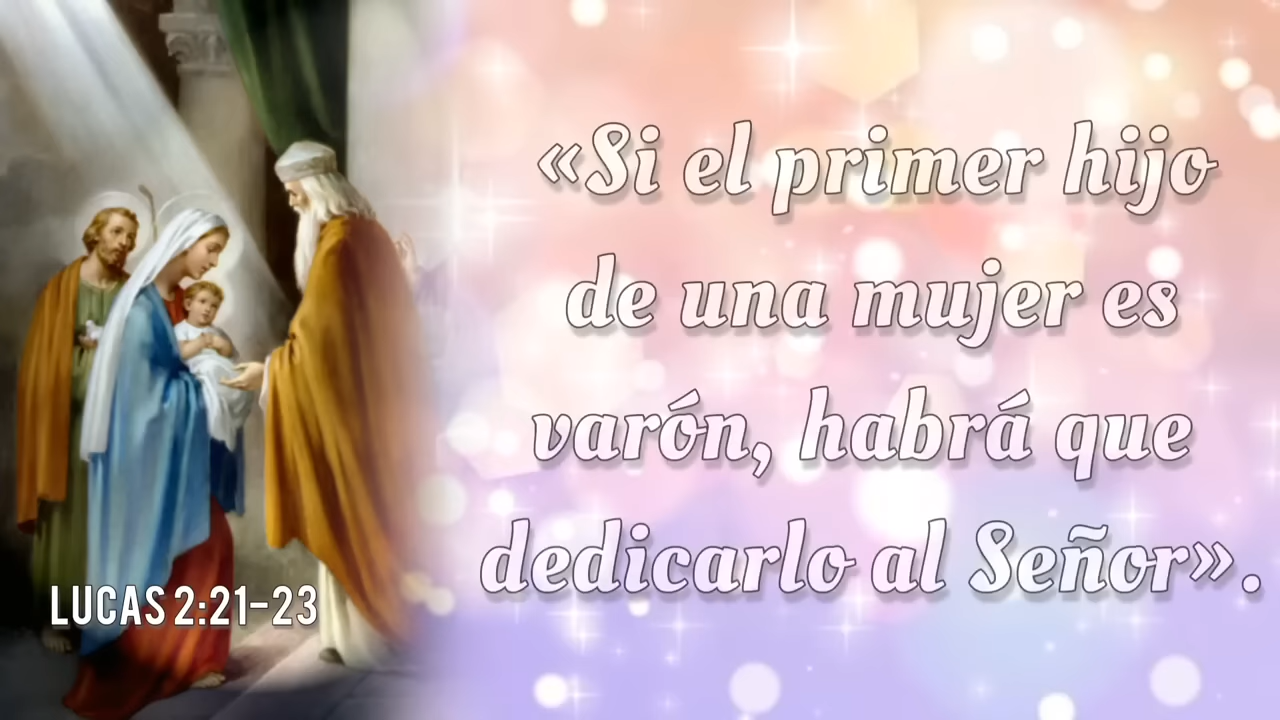 «Si el primer hijo
de una mujer es
varón, habrá que
dedicarlo al Señor».
LUCAS 2:21-23